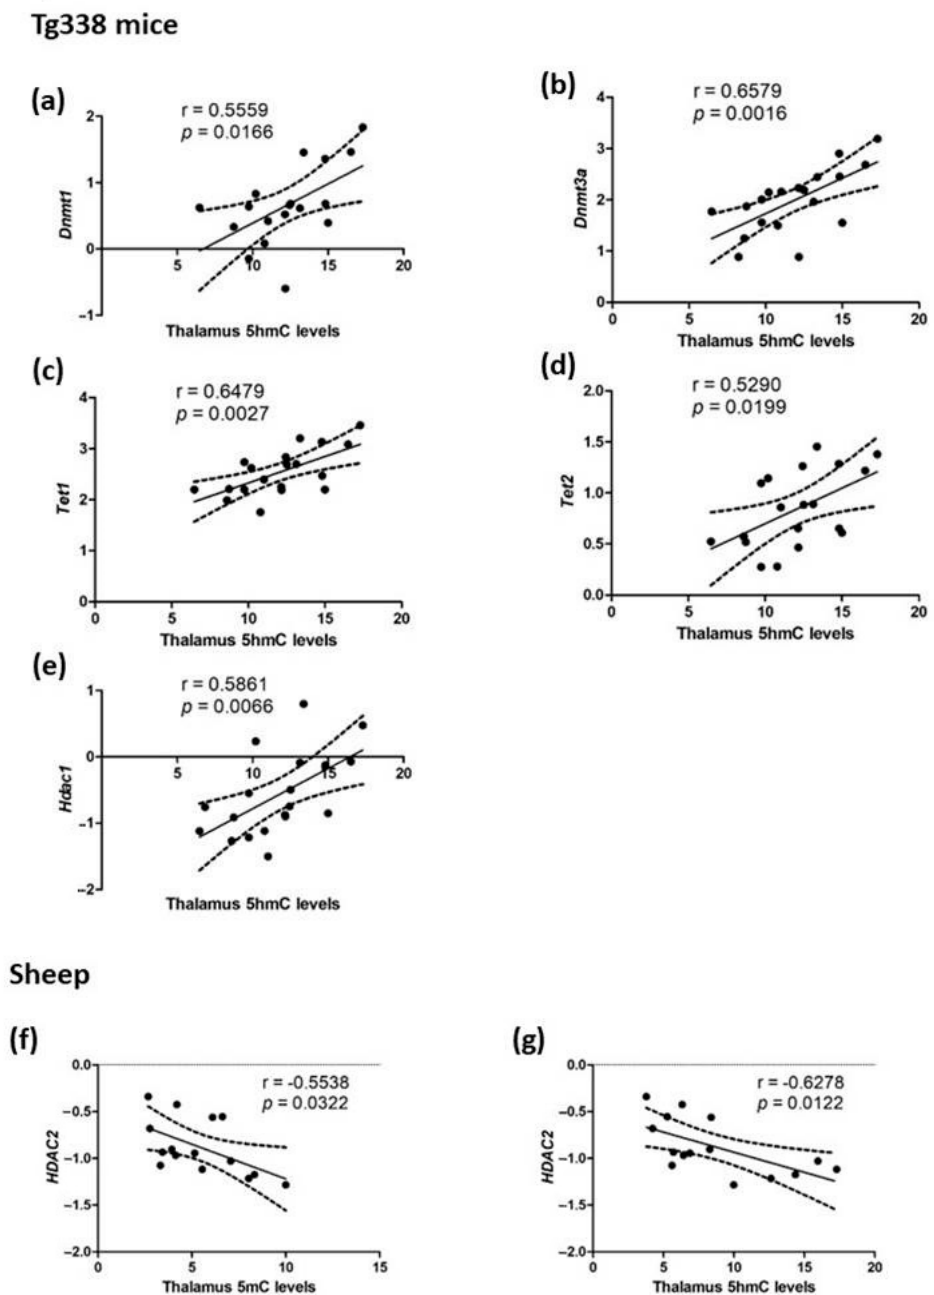 Tg338 mice
(a)
r = 0.5559
p = 0.0166
2
1
0
–1
5
10
15
20
Dnmt1
Thalamus 5hmC levels
(b)
r = 0.6579
p = 0.0016
4
3
2
1
0
0
5
10
15
20
Dnmt3a
Thalamus 5hmC levels
(c)
r = 0.6479
p = 0.0027
4
3
2
1
0
0
5
10
15
20
Tet1
Thalamus 5hmC levels
(d)
r = 0.5290
p = 0.0199
2.0
1.5
1.0
0.5
0.0
0
5
10
15
20
Tet2
Thalamus 5hmC levels
(e)
r = 0.5861
p = 0.0066
1
0
–1
–2
5
10
15
20
Hdac1
Thalamus 5hmC levels
Sheep
(f)
r = -0.5538
p = 0.0322
0.0
–0.5
–1.0
–1.5
–2.0
0
5
10
15
HDAC2
Thalamus 5mC levels
(g)
r = -0.6278
p = 0.0122
0.0
–0.5
–1.0
–1.5
–2.0
0
5
10
15
20
HDAC2
Thalamus 5hmC levels